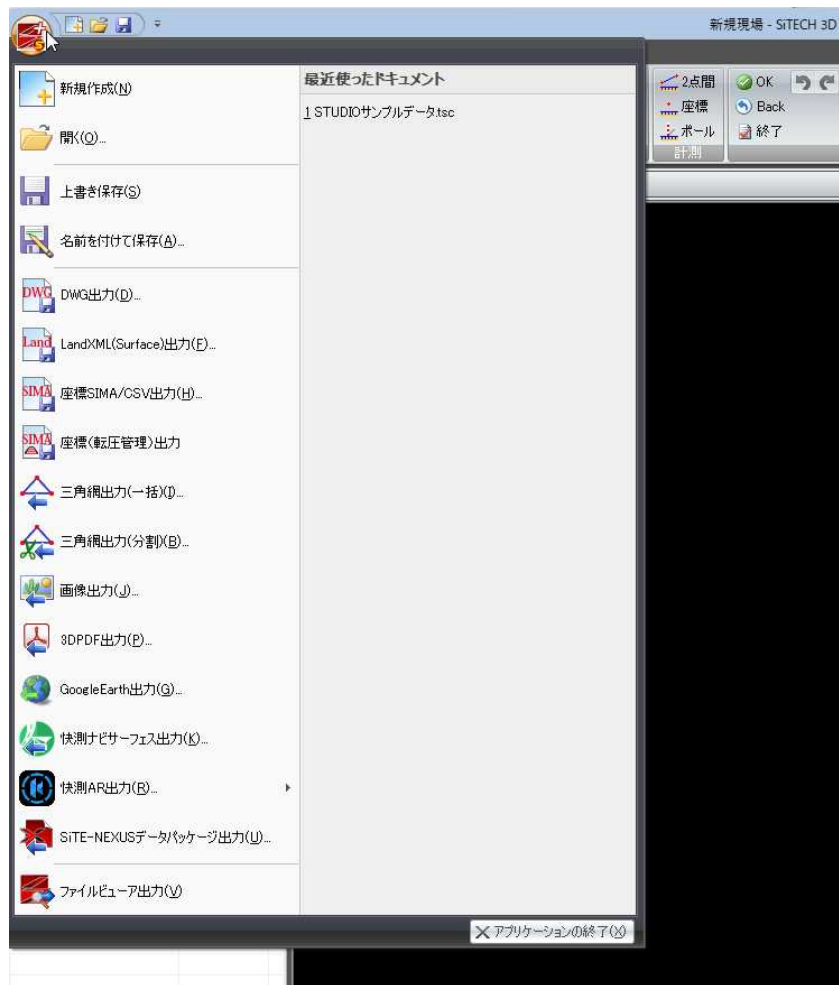 新規現場 - SiTECH 3D
新規作成(N)
開く(O)...
上書き保存(S)
名前を付けて保存(A)...
DWG
DWG出力(D)...
Land
LandXML(Surface)出力(F)...
SIMA
座標SIMA/CSV出力(H)...
SIMA
座標(転圧管理)出力
三角網出力(一括)(I)...
三角網出力(分割)(B)...
画像出力(J)...
3DPDF出力(P)...
GoogleEarth出力(G)...
快測ナビサーフェス出力(K)...
快測AR出力(R)...
SiTE-NEXUSデータパッケージ出力(U)...
ファイルビューア出力(V)
最近使ったドキュメント
1 STUDIOサンプルデータ.tsc
アプリケーションの終了(X)
2点間
座標
ポール
計測
OK
Back
終了